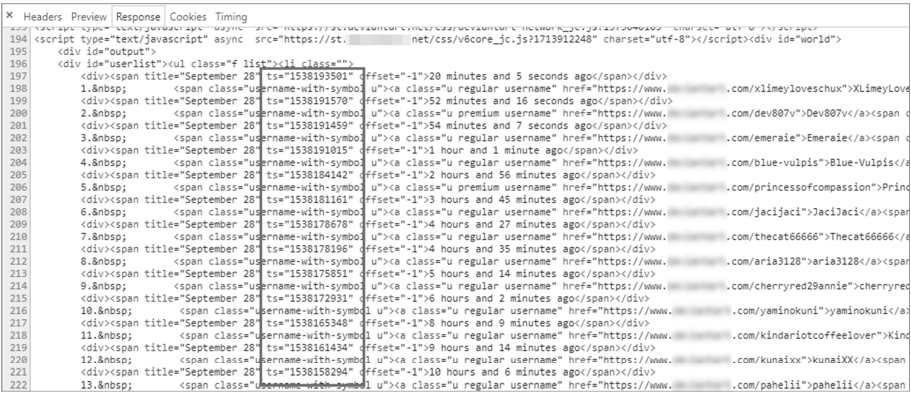 × Headers Preview Response Cookies Timing
194 <script type="text/javascript" async src="https://st. net/css/v6core_jc.js?1713912248" charset="utf-8"></script><div id="world">
195 <div id="output">
196 <div id="userlist"><ul class="f list"><li class="">
197 <div><span title="September 28" ts="1538193501" offset="-1">20 minutes and 5 seconds ago</span></div>
198 1.&nbsp; <span class="username-with-symbol u"><a class="u regular username" href="https://www. .com/xlimeyloveschux">XLimeyLove
199 <div><span title="September 28" ts="1538191570" offset="-1">52 minutes and 16 seconds ago</span></div>
200 2.&nbsp; <span class="username-with-symbol u"><a class="u premium username" href="https://www. .com/dev807v">Dev807v</a><span c
201 <div><span title="September 28" ts="1538191459" offset="-1">54 minutes and 7 seconds ago</span></div>
202 3.&nbsp; <span class="username-with-symbol u"><a class="u regular username" href="https://www. .com/emeraie">Emeraie</a><span c
203 <div><span title="September 28" ts="1538191015" offset="-1">1 hour and 1 minute ago</span></div>
204 4.&nbsp; <span class="username-with-symbol u"><a class="u regular username" href="https://www. .com/blue-vulpis">Blue-Vulpis</a
205 <div><span title="September 28" ts="1538184142" offset="-1">2 hours and 56 minutes ago</span></div>
206 5.&nbsp; <span class="username-with-symbol u"><a class="u premium username" href="https://www. .com/princessofcompassion">Princ
207 <div><span title="September 28" ts="1538181161" offset="-1">3 hours and 45 minutes ago</span></div>
208 6.&nbsp; <span class="username-with-symbol u"><a class="u regular username" href="https://www. .com/jacijaci">JaciJaci</a><span
209 <div><span title="September 28" ts="1538178678" offset="-1">4 hours and 27 minutes ago</span></div>
210 7.&nbsp; <span class="username-with-symbol u"><a class="u regular username" href="https://www. .com/thecat66666">Thecat66666</a
211 <div><span title="September 28" ts="1538178196" offset="-1">4 hours and 35 minutes ago</span></div>
212 8.&nbsp; <span class="username-with-symbol u"><a class="u regular username" href="https://www. .com/aria3128">aria3128</a><span
213 <div><span title="September 28" ts="1538175851" offset="-1">5 hours and 14 minutes ago</span></div>
214 9.&nbsp; <span class="username-with-symbol u"><a class="u regular username" href="https://www. .com/cherryred29annie">cherryred
215 <div><span title="September 28" ts="1538172931" offset="-1">6 hours and 2 minutes ago</span></div>
216 10.&nbsp; <span class="username-with-symbol u"><a class="u regular username" href="https://www. .com/yaminokuni">yaminokuni</a>
217 <div><span title="September 28" ts="1538165348" offset="-1">8 hours and 9 minutes ago</span></div>
218 11.&nbsp; <span class="username-with-symbol u"><a class="u regular username" href="https://www. .com/kindariotcoffeelover">Kind
219 <div><span title="September 28" ts="1538161434" offset="-1">9 hours and 14 minutes ago</span></div>
220 12.&nbsp; <span class="username-with-symbol u"><a class="u regular username" href="https://www. .com/kunaixx">kunaiXX</a><span
221 <div><span title="September 28" ts="1538158294" offset="-1">10 hours and 6 minutes ago</span></div>
222 13.&nbsp; <span class="username-with-symbol u"><a class="u regular username" href="https://www. .com/pahelii">pahelii</a><span